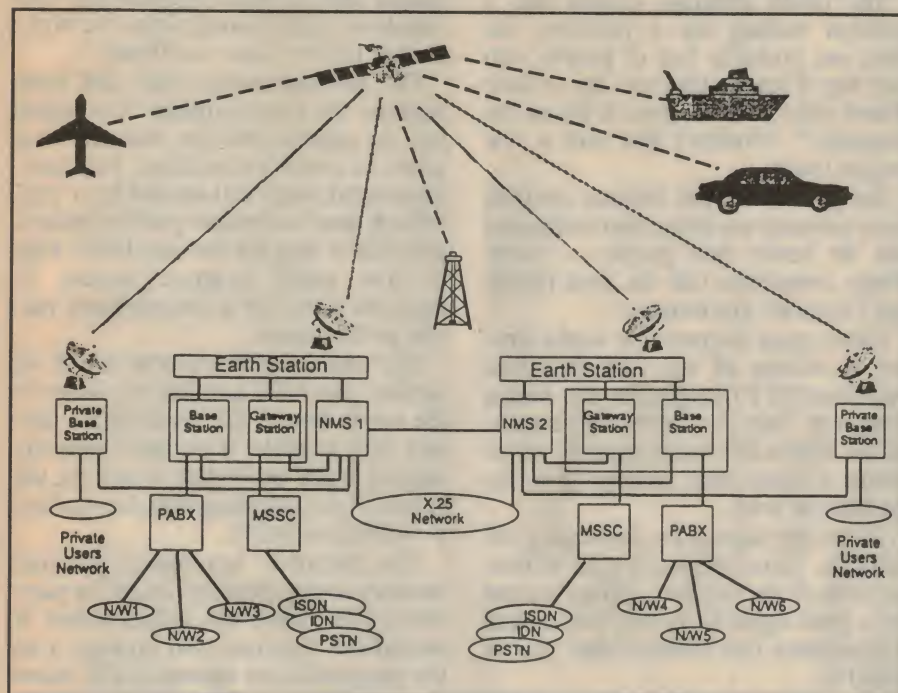 Earth Station
Earth Station
Private
Base
Station
Base
Station
Gateway
Station
NMS 1
NMS 2
Gateway
Station
Base
Station
Private
Base
Station
X.25
Network
PABX
MSSC
MSSC
PABX
Private
Users
Network
Private
Users
Network
N/W1
N/W2
N/W3
ISDN
IDN
PSTN
ISDN
IDN
PSTN
N/W4
N/W5
N/W6